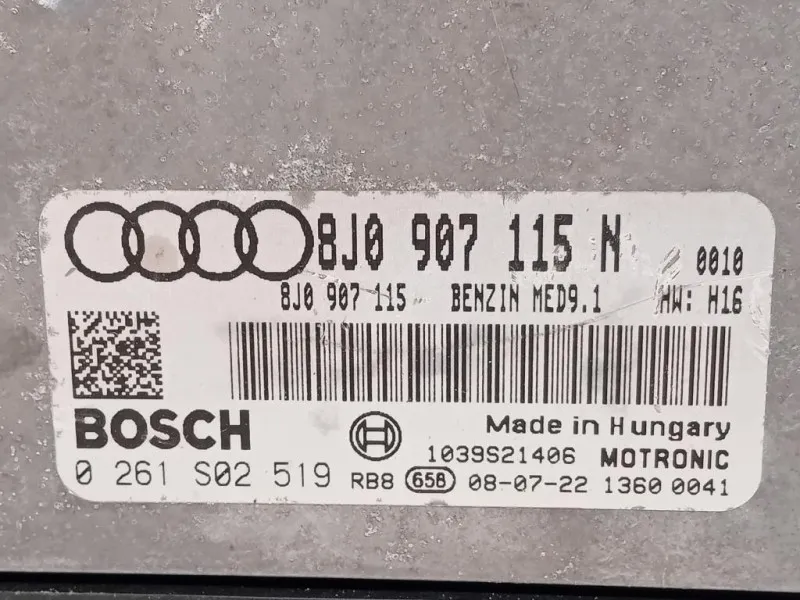 8J0 907 115 N 0010
8J0 907 115 BENZIN MED9.1 HW: H16
BOSCH
Made in Hungary
1039S21406 MOTRONIC
0 261 S02 519 RB8 658 08-07-22 1360 0041